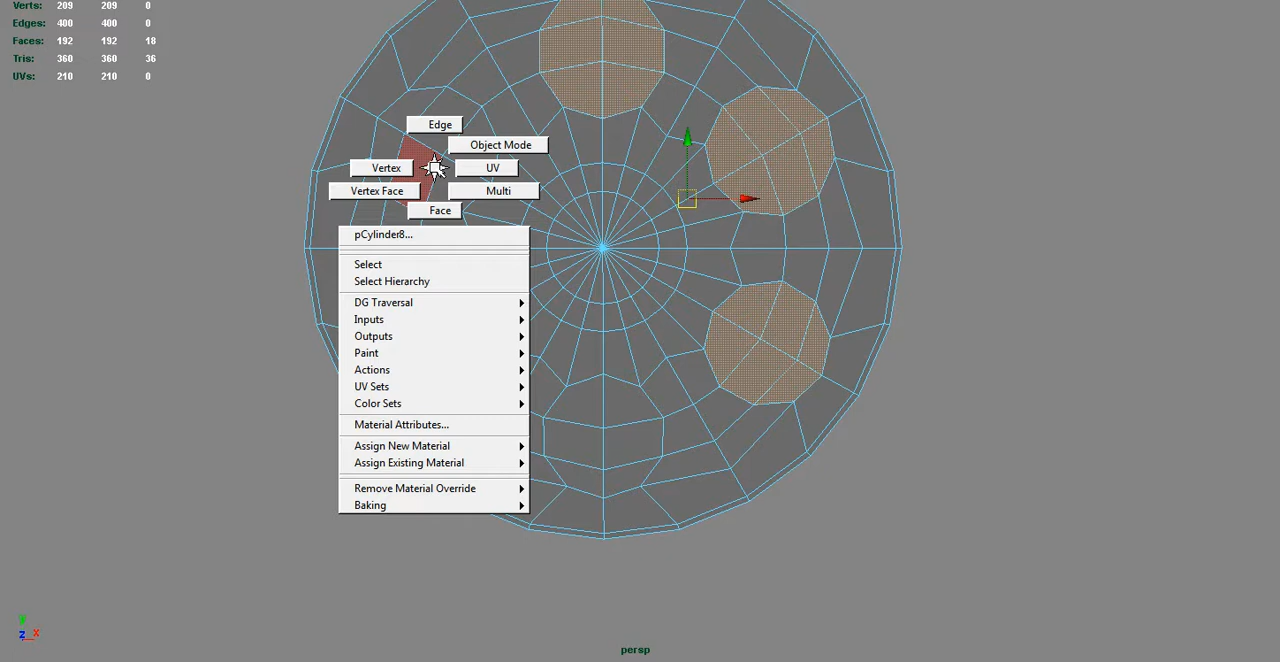 Verts: 209 209 0
Edges: 400 400 0
Faces: 192 192 18
Tris: 360 360 36
UVs: 210 210 0
Edge
Object Mode
Vertex
UV
Vertex Face
Multi
Face
pCylinder8...
Select
Select Hierarchy
DG Traversal
Inputs
Outputs
Paint
Actions
UV Sets
Color Sets
Material Attributes...
Assign New Material
Assign Existing Material
Remove Material Override
Baking
y
z x
persp